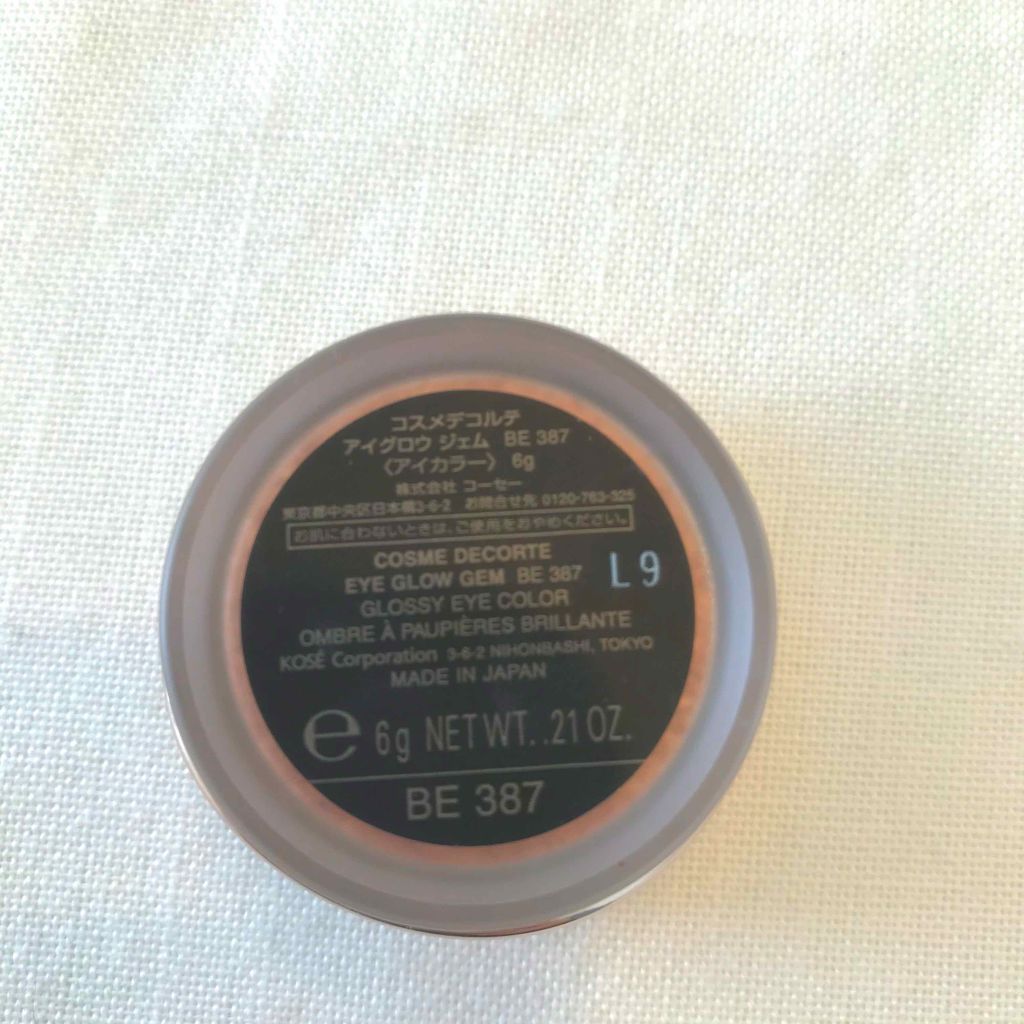 コスメデコルテ
アイグロウ ジェム BE 387
〈アイカラー〉 6g
株式会社 コーセー
東京都中央区日本橋3-6-2 お問合せ先 0120-763-325
お肌に合わないときは、ご使用をおやめください。
COSME DECORTE
EYE GLOW GEM BE 387
L9
GLOSSY EYE COLOR
OMBRE À PAUPIÈRES BRILLANTE
KOSÉ Corporation 3-6-2 NIHONBASHI, TOKYO
MADE IN JAPAN
e 6g NET WT. .21 OZ.
BE 387